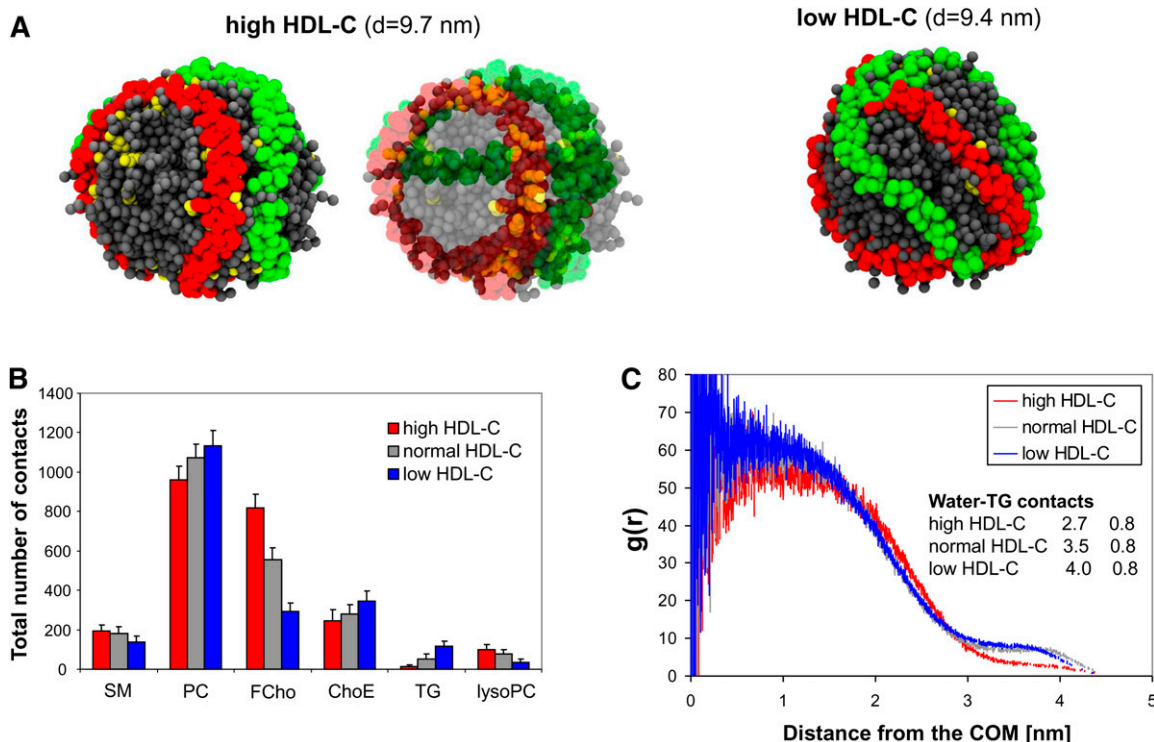 A
high HDL-C (d=9.7 nm)
low HDL-C (d=9.4 nm)
B
Total number of contacts
1400
1200
1000
800
600
400
200
0
high HDL-C
normal HDL-C
low HDL-C
SM PC FCho ChoE TG lysoPC
C
g(r)
80
70
60
50
40
30
20
10
0
high HDL-C
normal HDL-C
low HDL-C
Water-TG contacts
high HDL-C 2.7 0.8
normal HDL-C 3.5 0.8
low HDL-C 4.0 0.8
0 1 2 3 4 5
Distance from the COM [nm]